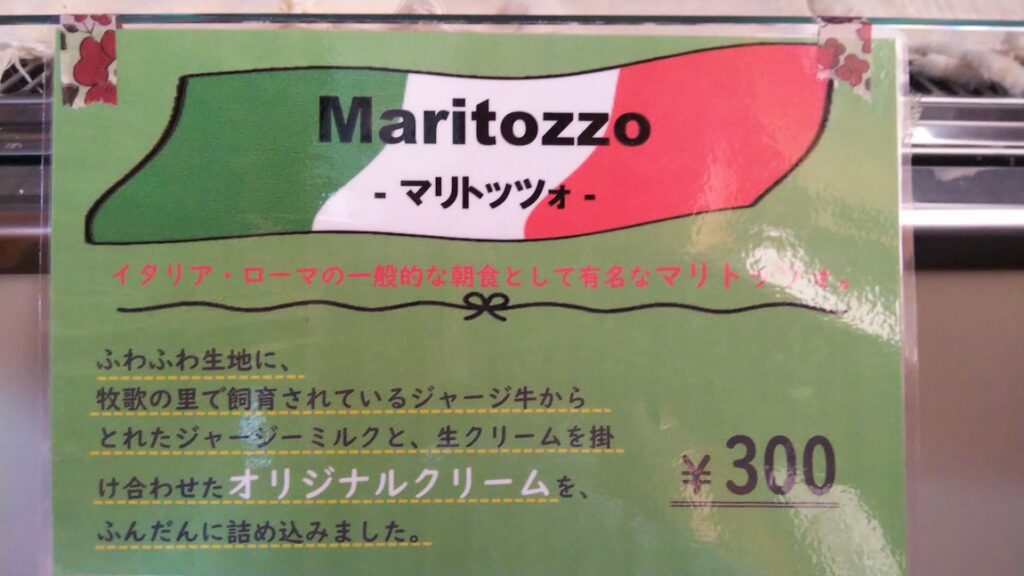 Maritozzo
- マリトッツォ -
イタリア・ローマの一般的な朝食として有名なマリトッツォ。
ふわふわ生地に、
牧歌の里で飼育されているジャージ牛から
とれたジャージーミルクと、生クリームを掛
け合わせたオリジナルクリームを、
ふんだんに詰め込みました。
￥300